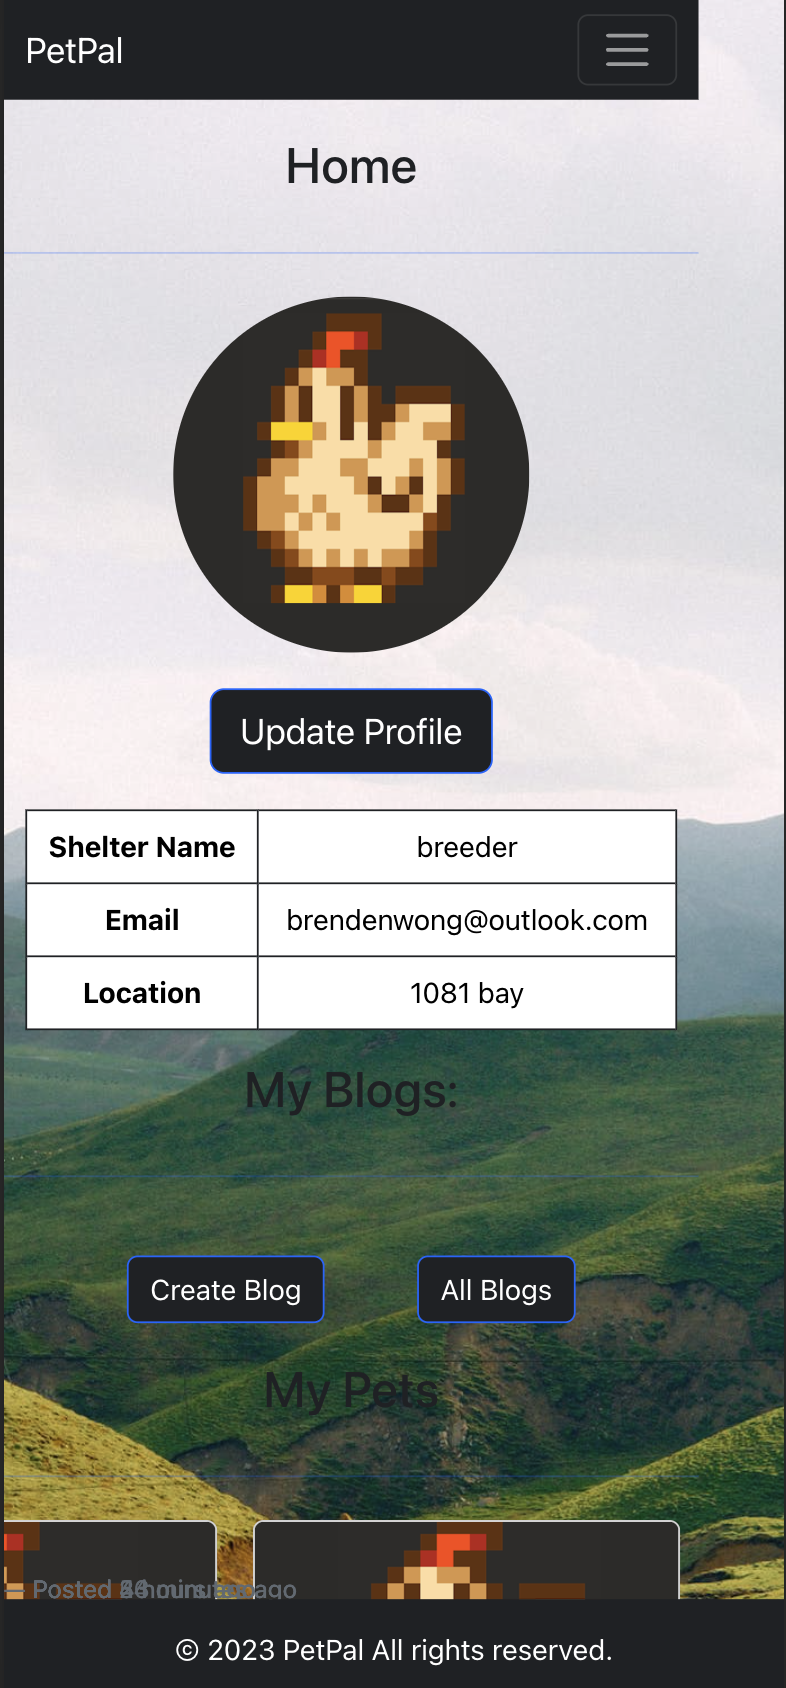 PetPal
Home
Update Profile
Shelter Name breeder
Email brendenwong@outlook.com
Location 1081 bay
My Blogs:
Create Blog All Blogs
My Pets
— Posted ago
© 2023 PetPal All rights reserved.